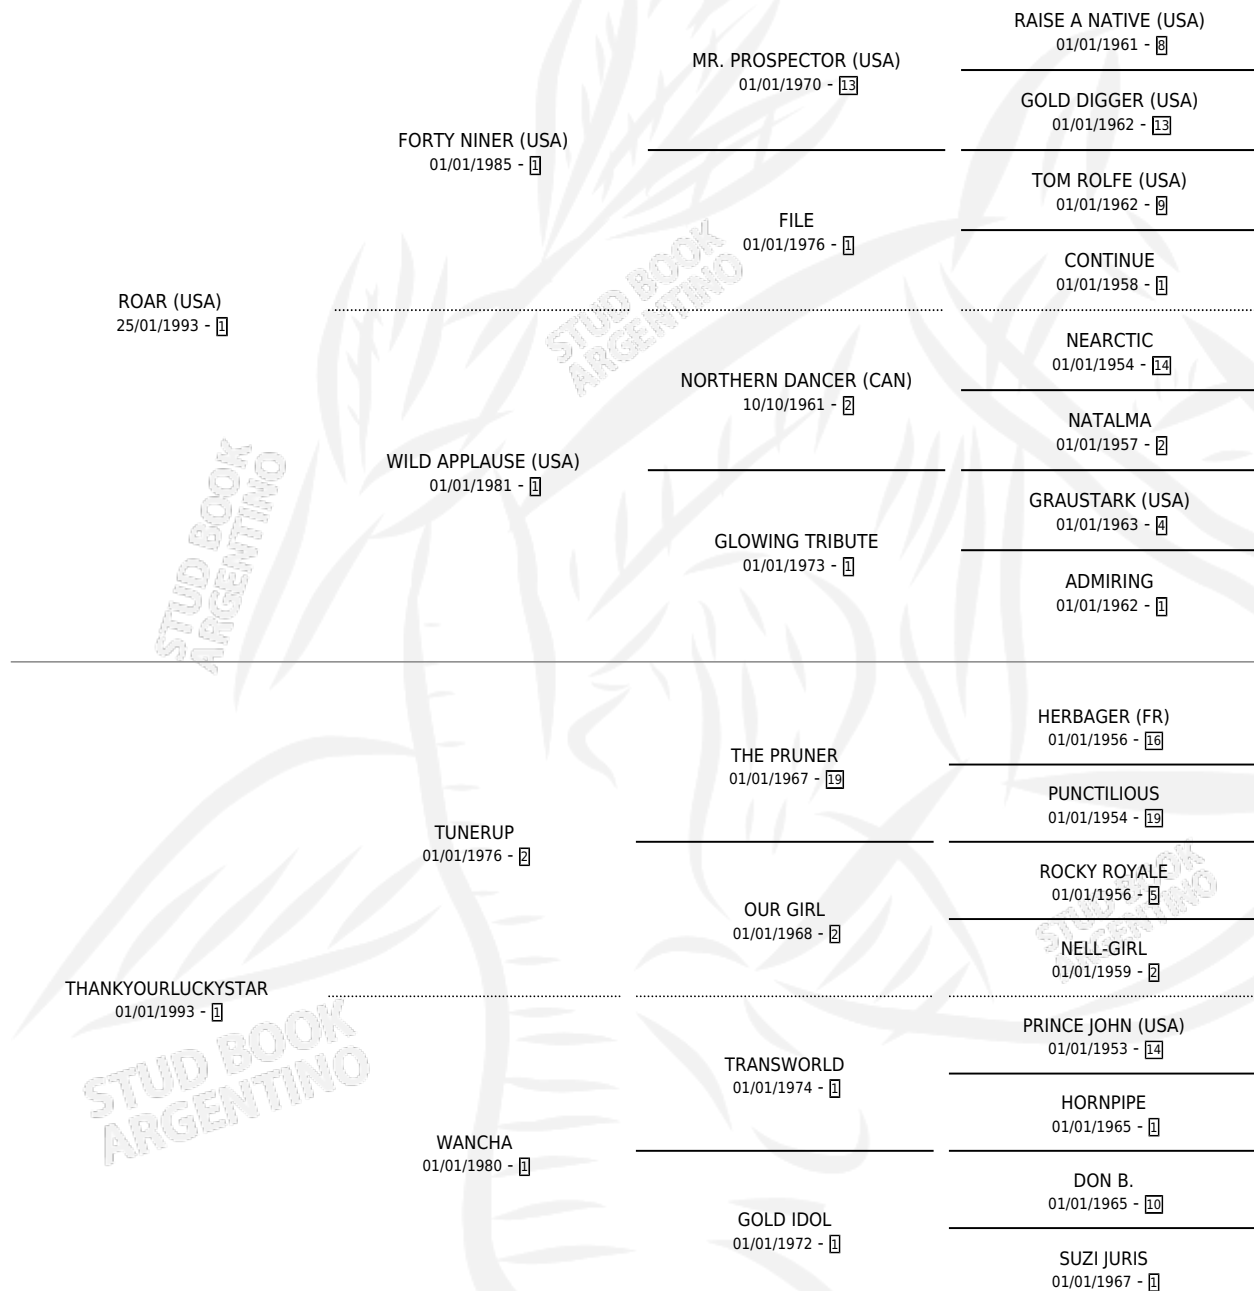 RAISE A NATIVE (USA)
01/01/1961 - 8
MR. PROSPECTOR (USA)
01/01/1970 - 13
GOLD DIGGER (USA)
01/01/1962 - 13
FORTY NINER (USA)
01/01/1985 - 1
TOM ROLFE (USA)
01/01/1962 - 9
FILE
01/01/1976 - 1
CONTINUE
01/01/1958 - 1
ROAR (USA)
25/01/1993 - 1
NEARCTIC
01/01/1954 - 14
NORTHERN DANCER (CAN)
10/10/1961 - 2
NATALMA
01/01/1957 - 2
WILD APPLAUSE (USA)
01/01/1981 - 1
GRAUSTARK (USA)
01/01/1963 - 4
GLOWING TRIBUTE
01/01/1973 - 1
ADMIRING
01/01/1962 - 1
HERBAGER (FR)
01/01/1956 - 16
THE PRUNER
01/01/1967 - 19
PUNCTILIOUS
01/01/1954 - 19
TUNERUP
01/01/1976 - 2
ROCKY ROYALE
01/01/1956 - 5
OUR GIRL
01/01/1968 - 2
NELL-GIRL
01/01/1959 - 2
THANKYOURLUCKYSTAR
01/01/1993 - 1
PRINCE JOHN (USA)
01/01/1953 - 14
TRANSWORLD
01/01/1974 - 1
HORNPIPE
01/01/1965 - 1
WANCHA
01/01/1980 - 1
DON B.
01/01/1965 - 10
GOLD IDOL
01/01/1972 - 1
SUZI JURIS
01/01/1967 - 1
STUD BOOK
ARGENTINO
STUD BOOK
ARGENTINO
STUD BOOK
ARGENTINO
STUD BOOK
ARGENTINO